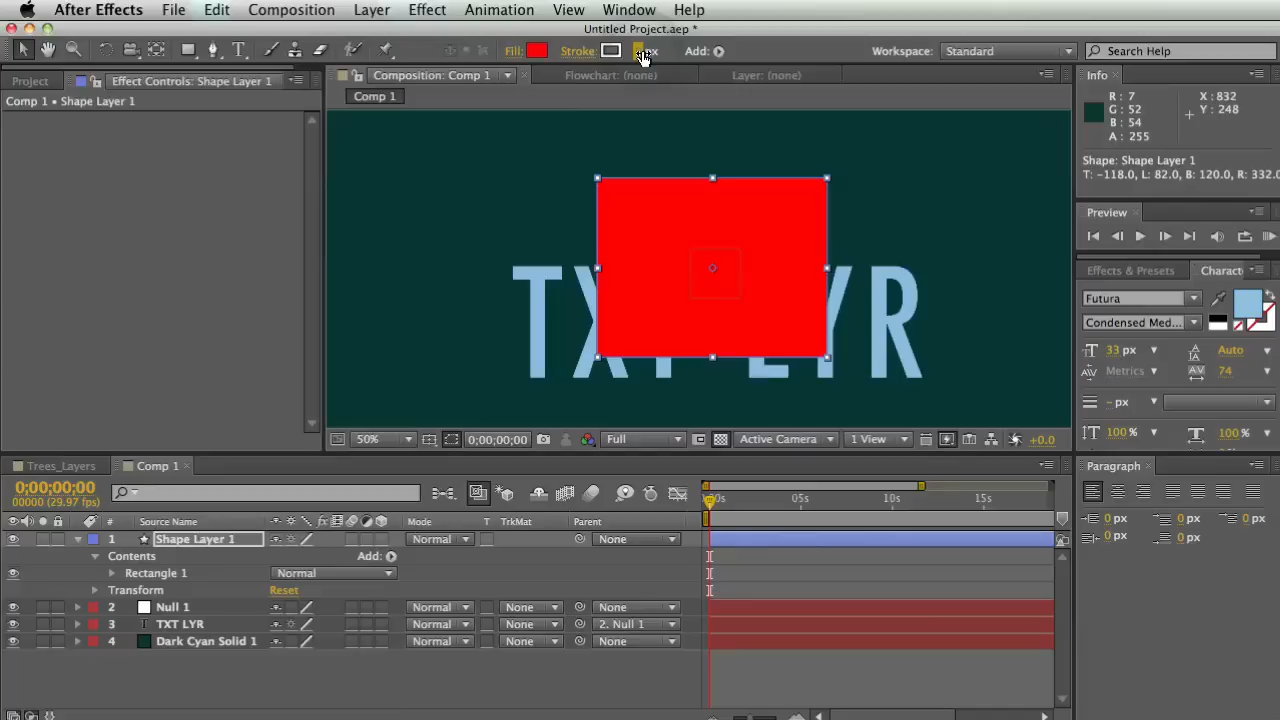 After Effects File Edit Composition Layer Effect Animation View Window Help
Untitled Project.aep *
Fill: Stroke: px Add: Workspace: Standard Search Help
Project Effect Controls: Shape Layer 1 Composition: Comp 1 Flowchart: (none) Layer: (none) Info
Comp 1 • Shape Layer 1 Comp 1
R : 7 X : 832
G : 52 Y : 248
B : 54
A : 255
Shape: Shape Layer 1
T: -118.0, L: 82.0, B: 120.0, R: 332.0
Preview
Effects & Presets Charact
Futura
Condensed Med...
33 px Auto
Metrics 74
- px
100 % 100 %
TXT LYR
50% 0;00;00;00 Full Active Camera 1 View +0.0
Trees_Layers Comp 1 Paragraph
0;00;00;00
00000 (29.97 fps)
05s 10s 15s
# Source Name Mode T TrkMat Parent
1 Shape Layer 1 Normal None
Contents Add:
Rectangle 1 Normal
Transform Reset
2 Null 1 Normal None None
3 T TXT LYR Normal None 2. Null 1
4 Dark Cyan Solid 1 Normal None None
0 px 0 px 0 px
0 px 0 px